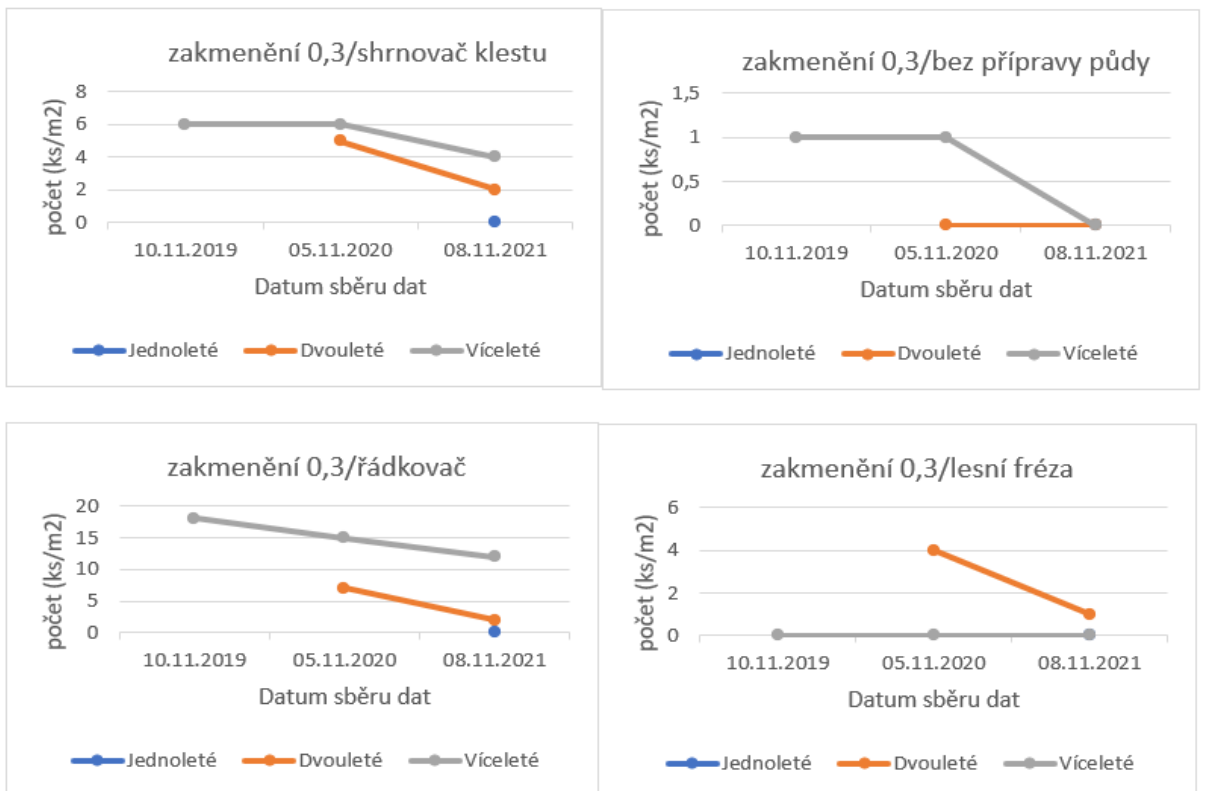 zakmenění 0,3/shrnovač klestu
8
6
4
2
0
počet (ks/m2)
10.11.2019 05.11.2020 08.11.2021
Datum sběru dat
Jednoleté Dvouleté Víceleté
zakmenění 0,3/bez přípravy půdy
1,5
1
0,5
0
počet (ks/m2)
10.11.2019 05.11.2020 08.11.2021
Datum sběru dat
Jednoleté Dvouleté Víceleté
zakmenění 0,3/řádkovač
20
15
10
5
0
počet (ks/m2)
10.11.2019 05.11.2020 08.11.2021
Datum sběru dat
Jednoleté Dvouleté Víceleté
zakmenění 0,3/lesní fréza
6
4
2
0
počet (ks/m2)
10.11.2019 05.11.2020 08.11.2021
Datum sběru dat
Jednoleté Dvouleté Víceleté